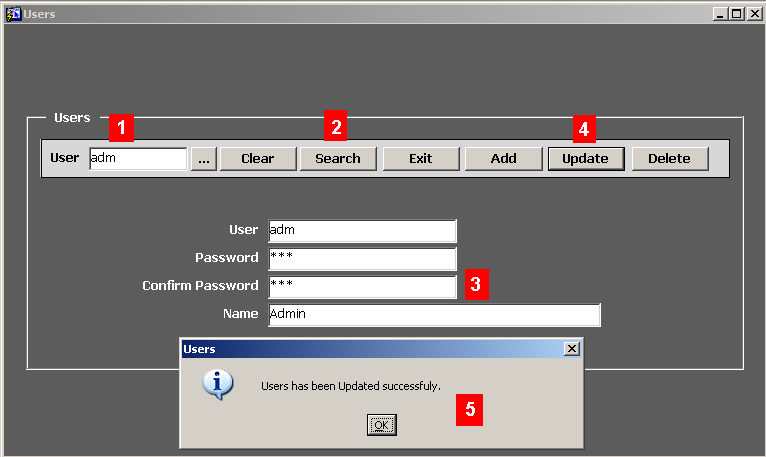 Users
Users
1
2
4
User adm ... Clear Search Exit Add Update Delete
User adm
Password ***
Confirm Password ***
3
Name Admin
Users
Users has been Updated successfuly.
5
OK